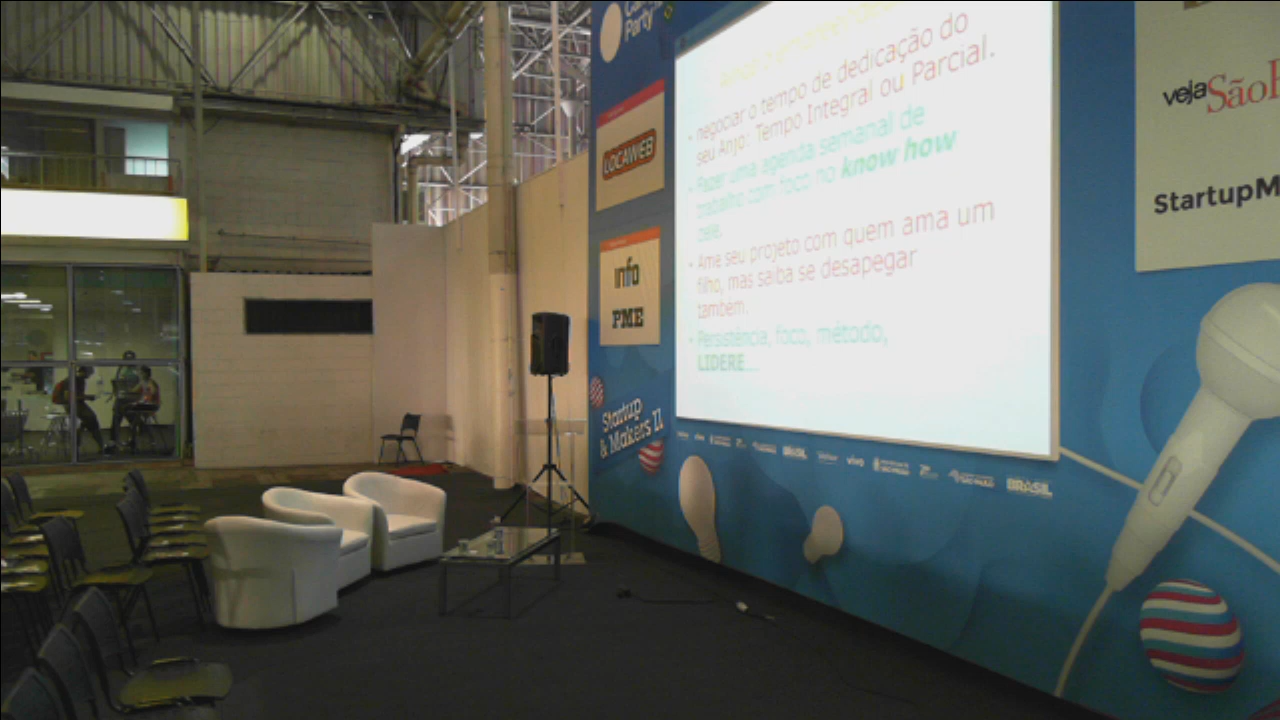 Party
LOCAWEB
info
PME
Startup
& Makers II
• negociar o tempo de dedicação do
seu Anjo: Tempo Integral ou Parcial.
• Fazer uma agenda semanal de
trabalho com foco no know how
dele.
• Ame seu projeto com quem ama um
filho, mas saiba se desapegar
também.
• Persistência, foco, método,
LIDERE....
BRASIL
vivo
BRASIL
veja São
StartupM